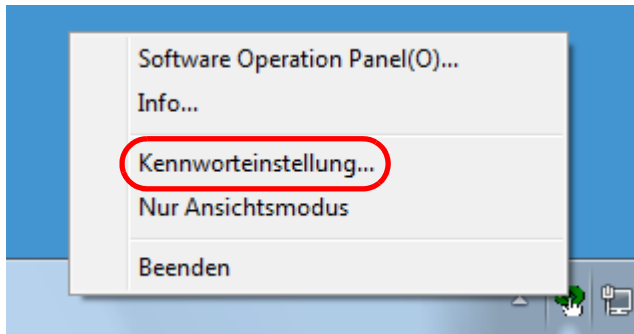 Software Operation Panel(O)...
Info...
Kennworteinstellung...
Nur Ansichtsmodus
Beenden